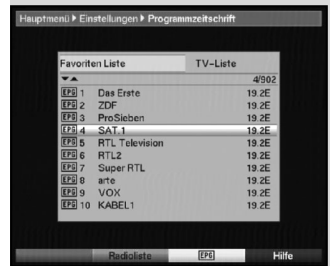 Hauptmenü Einstellungen Programmzeitschrift
Favoriten Liste TV-Liste
4/902
EPG 1 Das Erste 19.2E
EPG 2 ZDF 19.2E
EPG 3 ProSieben 19.2E
EPG 4 SAT.1 19.2E
EPG 5 RTL Television 19.2E
EPG 6 RTL2 19.2E
EPG 7 Super RTL 19.2E
EPG 8 arte 19.2E
EPG 9 VOX 19.2E
EPG 10 KABEL1 19.2E
Radioliste EPG Hilfe